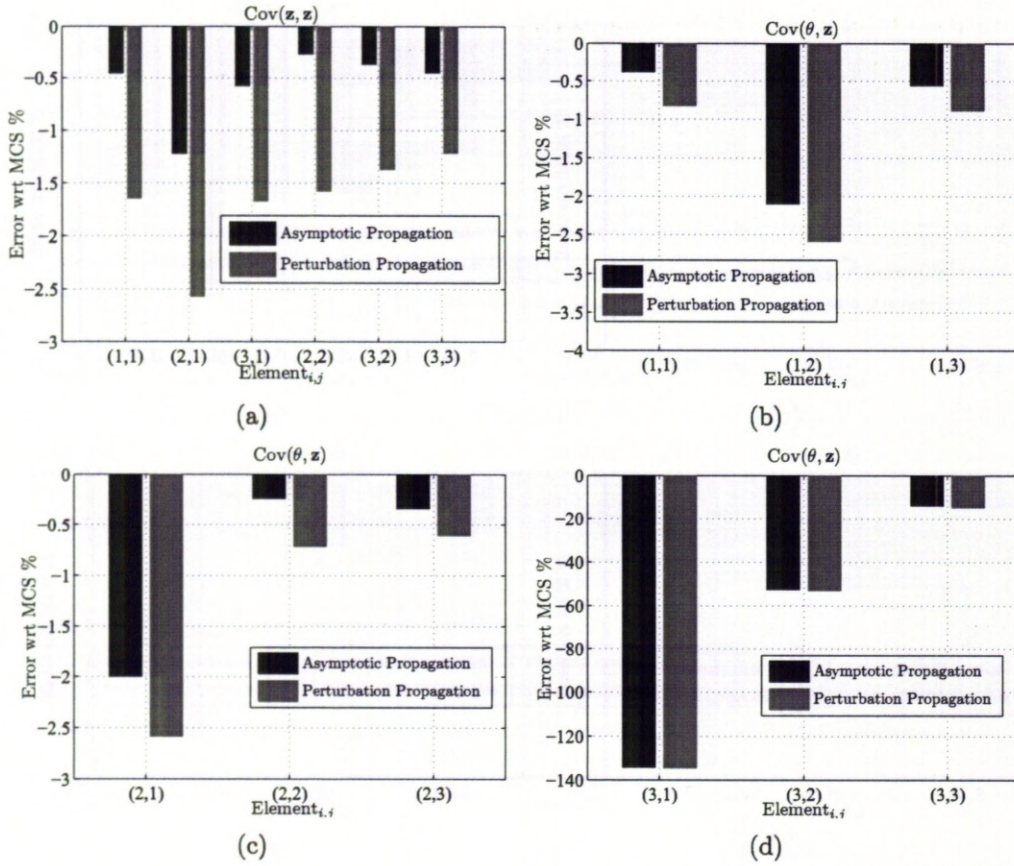 Cov(z, z)
0
−0.5
−1
−1.5
−2
−2.5
−3
Error wrt MCS %
Asymptotic Propagation
Perturbation Propagation
(1,1) (2,1) (3,1) (2,2) (3,2) (3,3)
Element i,j
(a)
Cov(θ, z)
0
−0.5
−1
−1.5
−2
−2.5
−3
−3.5
−4
Error wrt MCS %
Asymptotic Propagation
Perturbation Propagation
(1,1) (1,2) (1,3)
Element i,j
(b)
Cov(θ, z)
0
−0.5
−1
−1.5
−2
−2.5
−3
Error wrt MCS %
Asymptotic Propagation
Perturbation Propagation
(2,1) (2,2) (2,3)
Element i,j
(c)
Cov(θ, z)
0
−20
−40
−60
−80
−100
−120
−140
Error wrt MCS %
Asymptotic Propagation
Perturbation Propagation
(3,1) (3,2) (3,3)
Element i,j
(d)